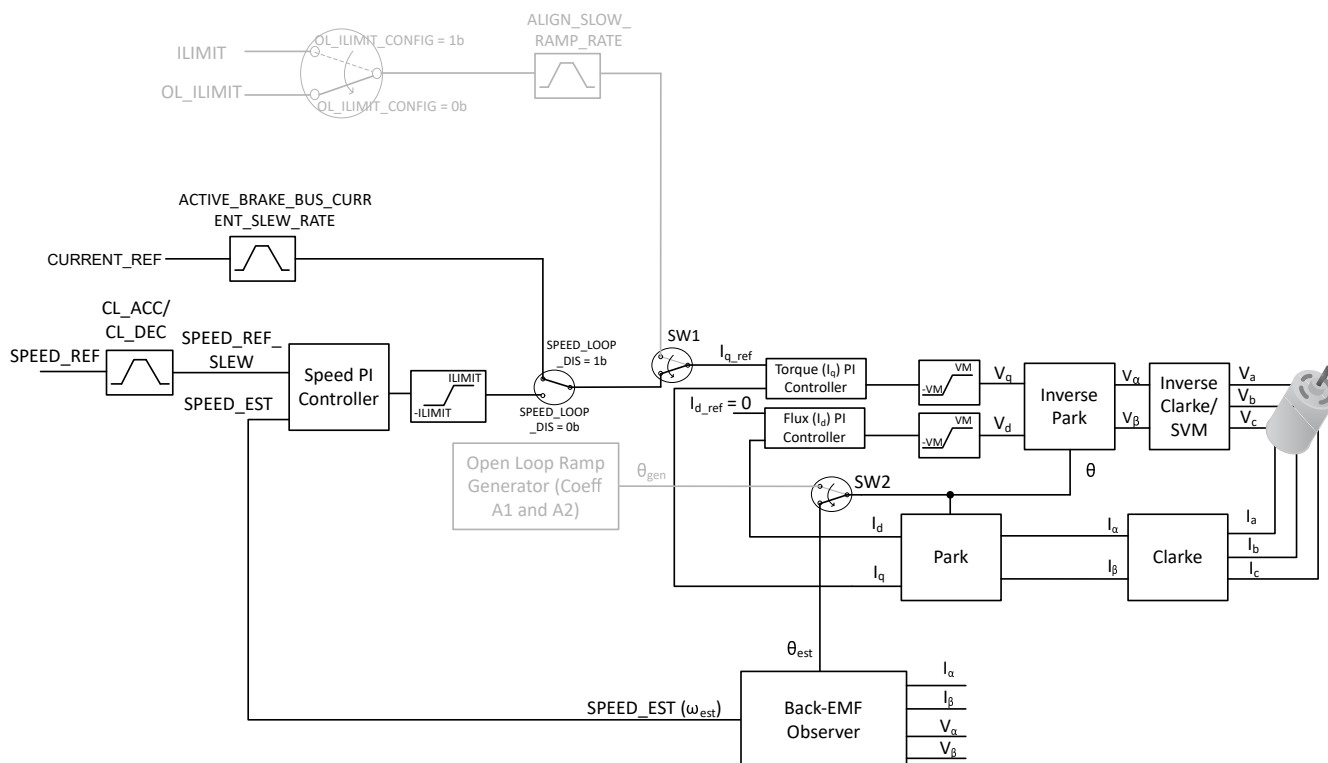 ALIGN_SLOW_
RAMP_RATE
OL_ILIMIT_CONFIG = 1b
ILIMIT
OL_ILIMIT
OL_ILIMIT_CONFIG = 0b
ACTIVE_BRAKE_BUS_CURR
ENT_SLEW_RATE
CURRENT_REF
CL_ACC/
CL_DEC
SPEED_REF
SPEED_REF_
SLEW
SPEED_EST
Speed PI
Controller
ILIMIT
-ILIMIT
SPEED_LOOP
_DIS = 1b
SPEED_LOOP
_DIS = 0b
SW1
Iq_ref
Torque (Iq) PI
Controller
Id_ref = 0
Flux (Id) PI
Controller
VM
-VM
Vq
VM
-VM
Vd
Inverse
Park
Vα
Vβ
Inverse
Clarke/
SVM
Va
Vb
Vc
Open Loop Ramp
Generator (Coeff
A1 and A2)
θgen
SW2
θ
Id
Iq
Park
Iα
Iβ
Clarke
Ia
Ib
Ic
θest
SPEED_EST (ωest)
Back-EMF
Observer
Iα
Iβ
Vα
Vβ